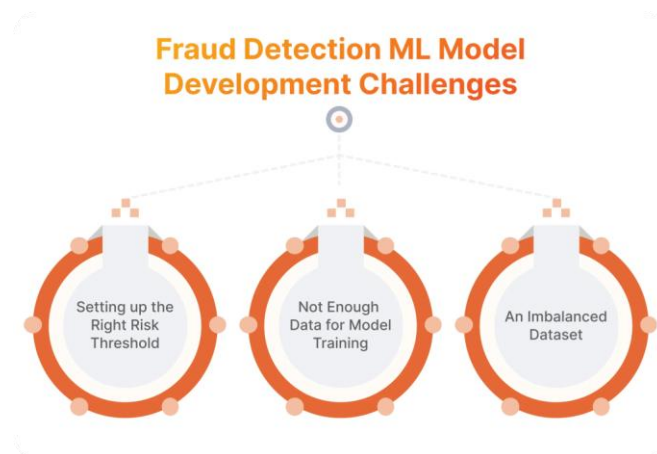 Fraud Detection ML Model
Development Challenges
Setting up the
Right Risk
Threshold
Not Enough
Data for Model
Training
An Imbalanced
Dataset